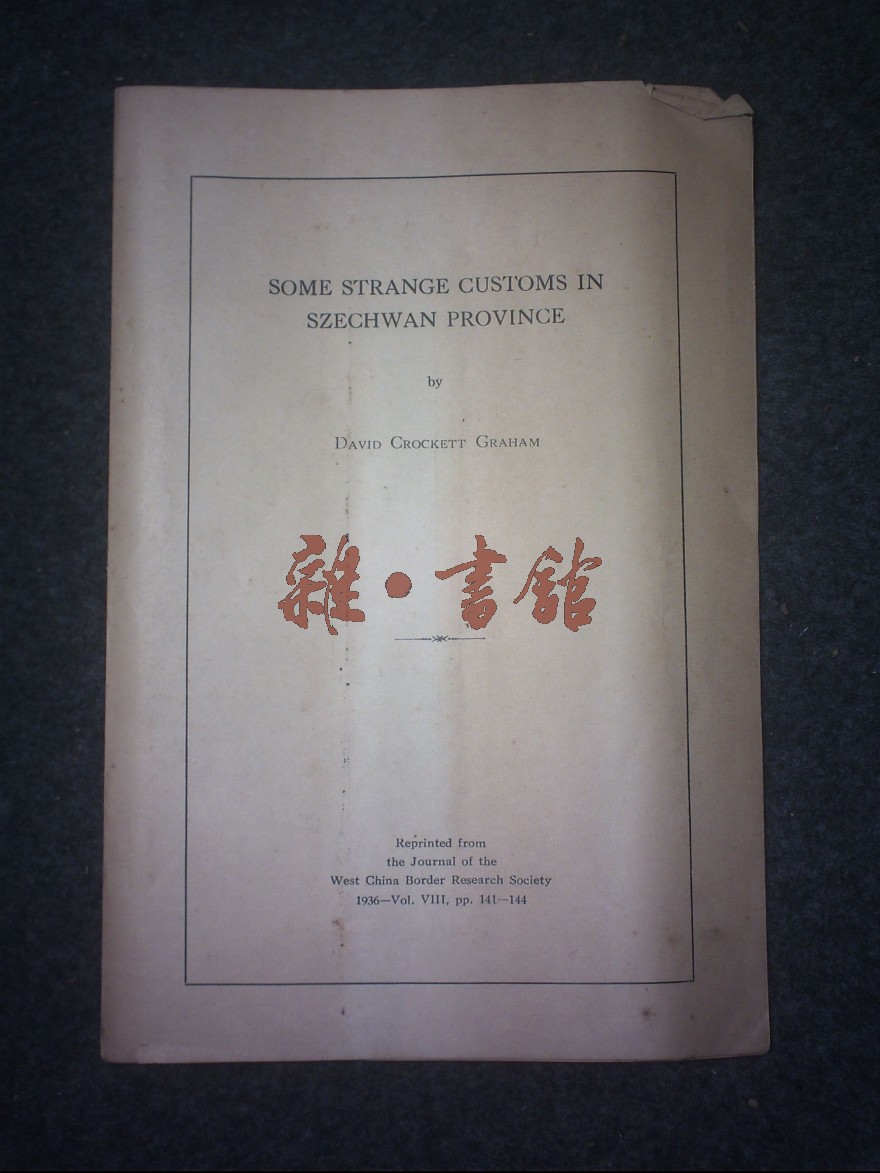 SOME STRANGE CUSTOMS IN
SZECHWAN PROVINCE
by
DAVID CROCKETT GRAHAM
雜·書館
Reprinted from
the Journal of the
West China Border Research Society
1936—Vol. VIII, pp. 141—144